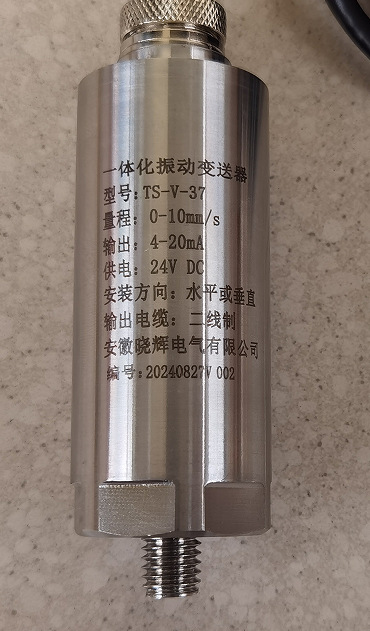 一体化振动变送器
型号:TS-V-37
量程: 0-10mm/s
输出: 4-20mA
供电: 24V DC
安装方向: 水平或垂直
输出电缆: 二线制
安徽晓辉电气有限公司
编号:20240827V 002